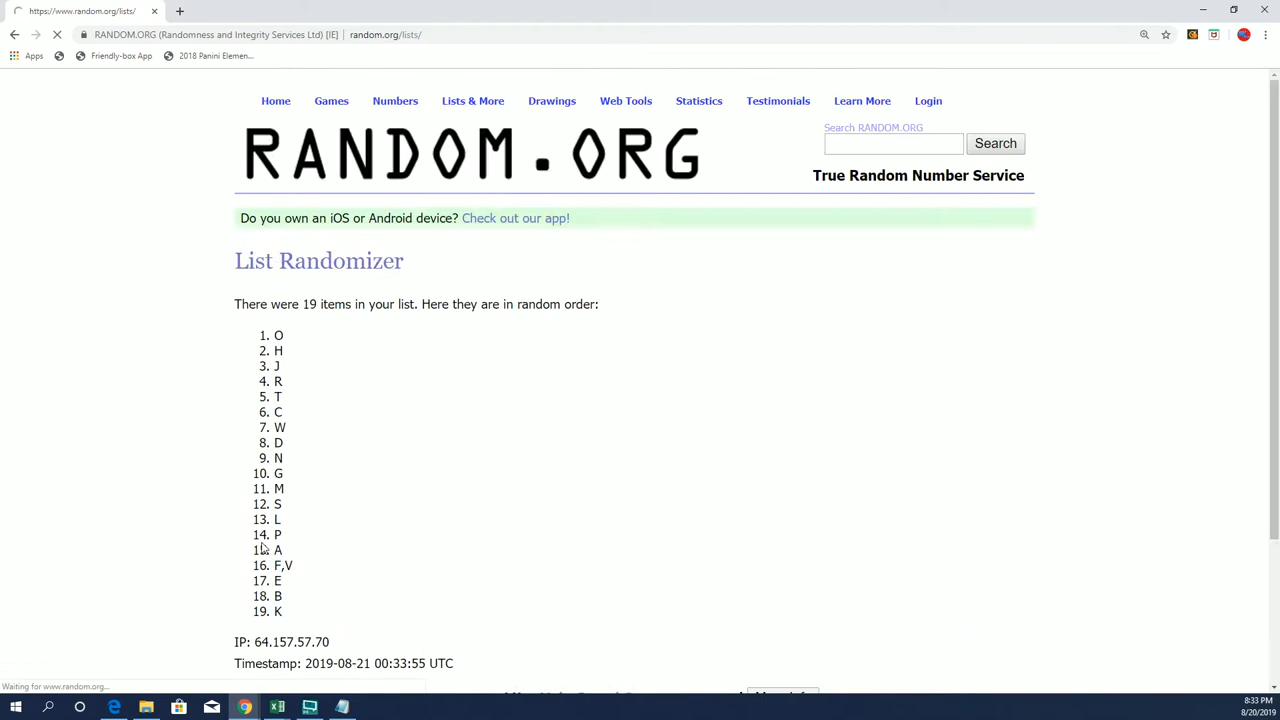 https://www.random.org/lists/
RANDOM.ORG (Randomness and Integrity Services Ltd) [IE] | random.org/lists/
Apps Friendly-box App 2018 Panini Elemen...
Home Games Numbers Lists & More Drawings Web Tools Statistics Testimonials Learn More Login
RANDOM.ORG
Search RANDOM.ORG
Search
True Random Number Service
Do you own an iOS or Android device? Check out our app!
List Randomizer
There were 19 items in your list. Here they are in random order:
1. O
2. H
3. J
4. R
5. T
6. C
7. W
8. D
9. N
10. G
11. M
12. S
13. L
14. P
15. A
16. F,V
17. E
18. B
19. K
IP: 64.157.57.70
Timestamp: 2019-08-21 00:33:55 UTC
Waiting for www.random.org...
8:33 PM
8/20/2019